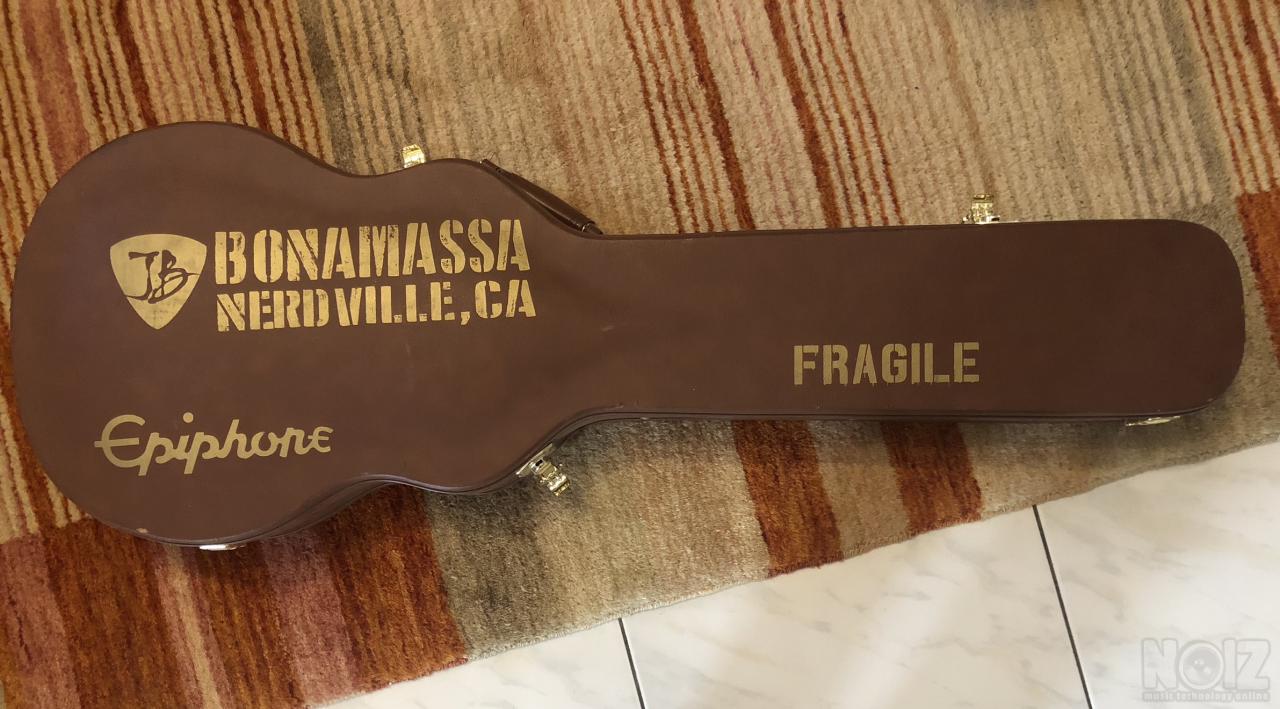 JB
BONAMASSA
NERDVILLE, CA
FRAGILE
Epiphone
NOIZ
music technology online